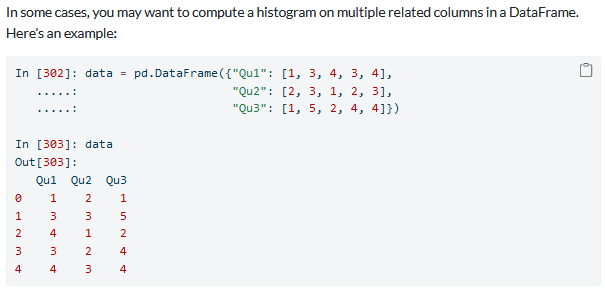 In some cases, you may want to compute a histogram on multiple related columns in a DataFrame.
Here's an example:
In [302]: data = pd.DataFrame({"Qu1": [1, 3, 4, 3, 4],
.....:                      "Qu2": [2, 3, 1, 2, 3],
.....:                      "Qu3": [1, 5, 2, 4, 4]})
In [303]: data
Out[303]:
   Qu1  Qu2  Qu3
0    1    2    1
1    3    3    5
2    4    1    2
3    3    2    4
4    4    3    4